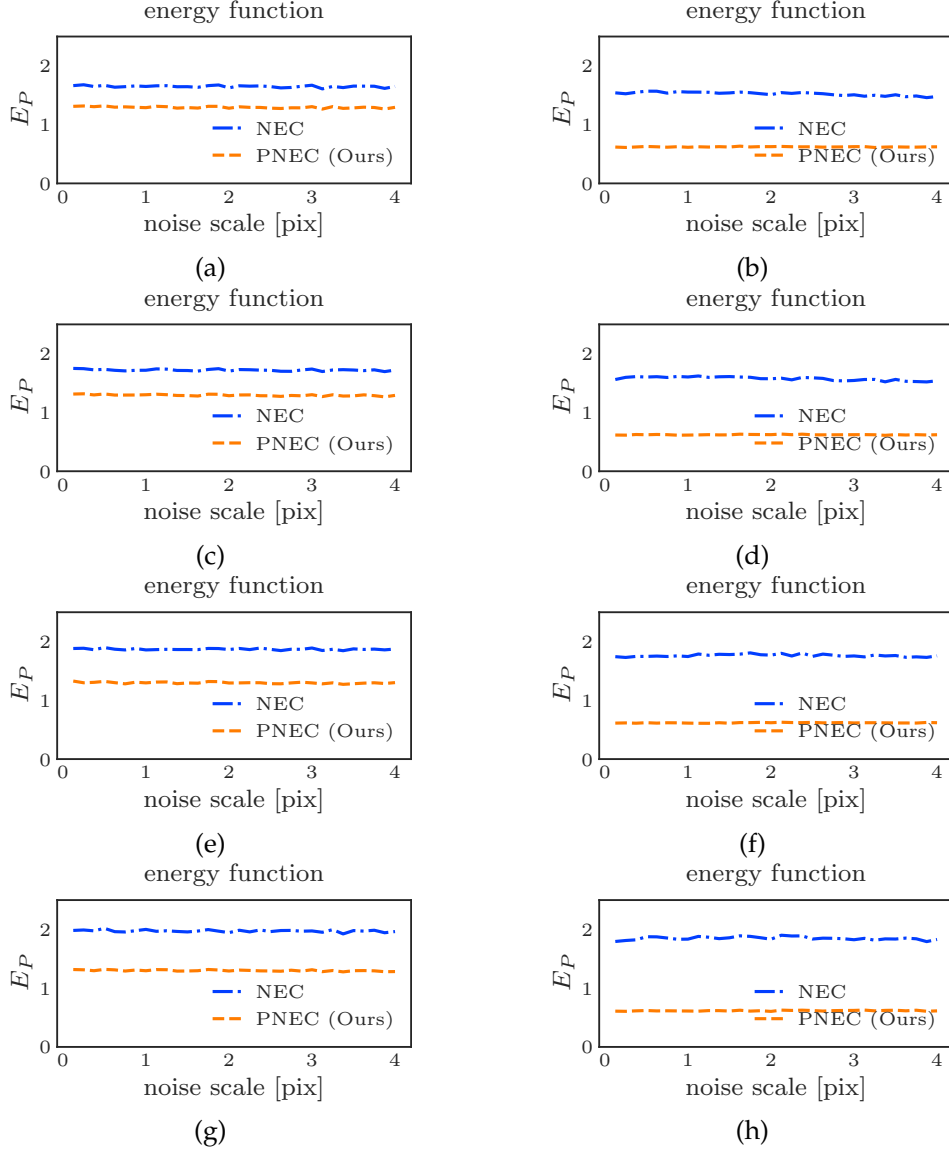 energy function
energy function
E_P
2
1
0
NEC
PNEC (Ours)
0 1 2 3 4
noise scale [pix]
(a)
E_P
2
1
0
NEC
PNEC (Ours)
0 1 2 3 4
noise scale [pix]
(b)
energy function
E_P
2
1
0
NEC
PNEC (Ours)
0 1 2 3 4
noise scale [pix]
(c)
energy function
E_P
2
1
0
NEC
PNEC (Ours)
0 1 2 3 4
noise scale [pix]
(d)
energy function
E_P
2
1
0
NEC
PNEC (Ours)
0 1 2 3 4
noise scale [pix]
(e)
energy function
E_P
2
1
0
NEC
PNEC (Ours)
0 1 2 3 4
noise scale [pix]
(f)
energy function
E_P
2
1
0
NEC
PNEC (Ours)
0 1 2 3 4
noise scale [pix]
(g)
energy function
E_P
2
1
0
NEC
PNEC (Ours)
0 1 2 3 4
noise scale [pix]
(h)